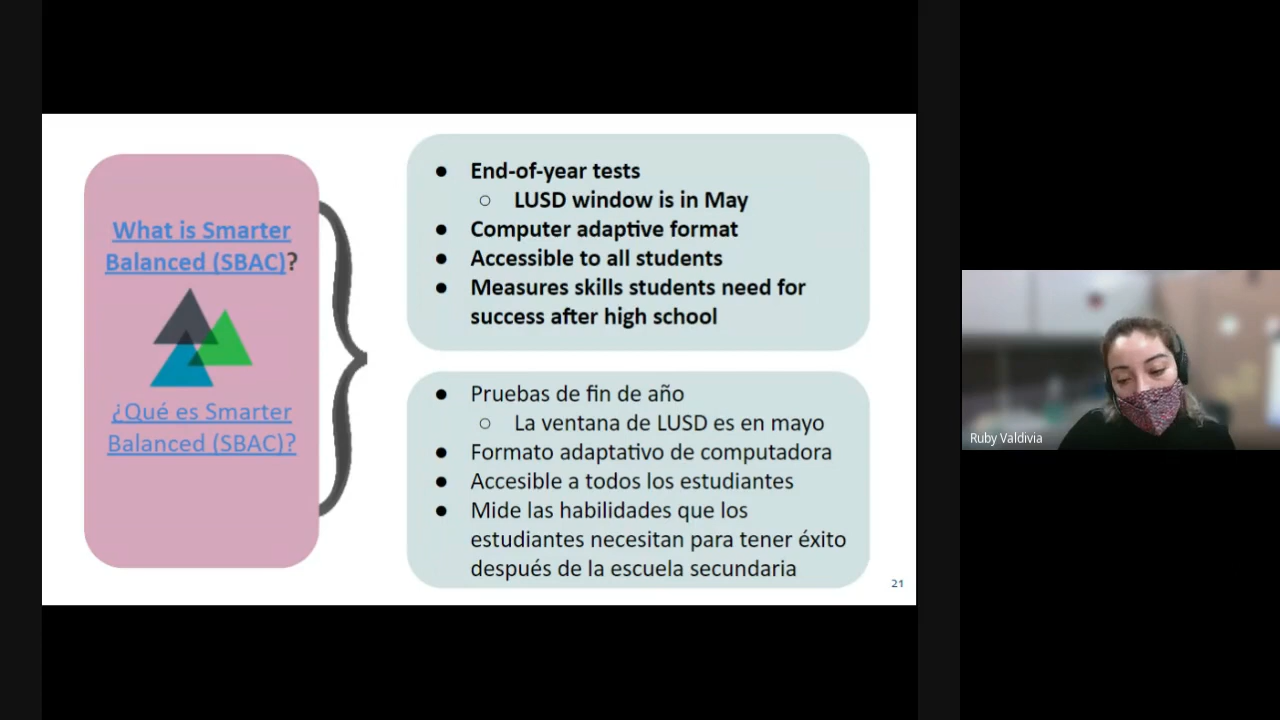 What is Smarter
Balanced (SBAC)?
¿Qué es Smarter
Balanced (SBAC)?
● End-of-year tests
○ LUSD window is in May
● Computer adaptive format
● Accessible to all students
● Measures skills students need for
success after high school
● Pruebas de fin de año
○ La ventana de LUSD es en mayo
● Formato adaptativo de computadora
● Accesible a todos los estudiantes
● Mide las habilidades que los
estudiantes necesitan para tener éxito
después de la escuela secundaria
21
Ruby Valdivia